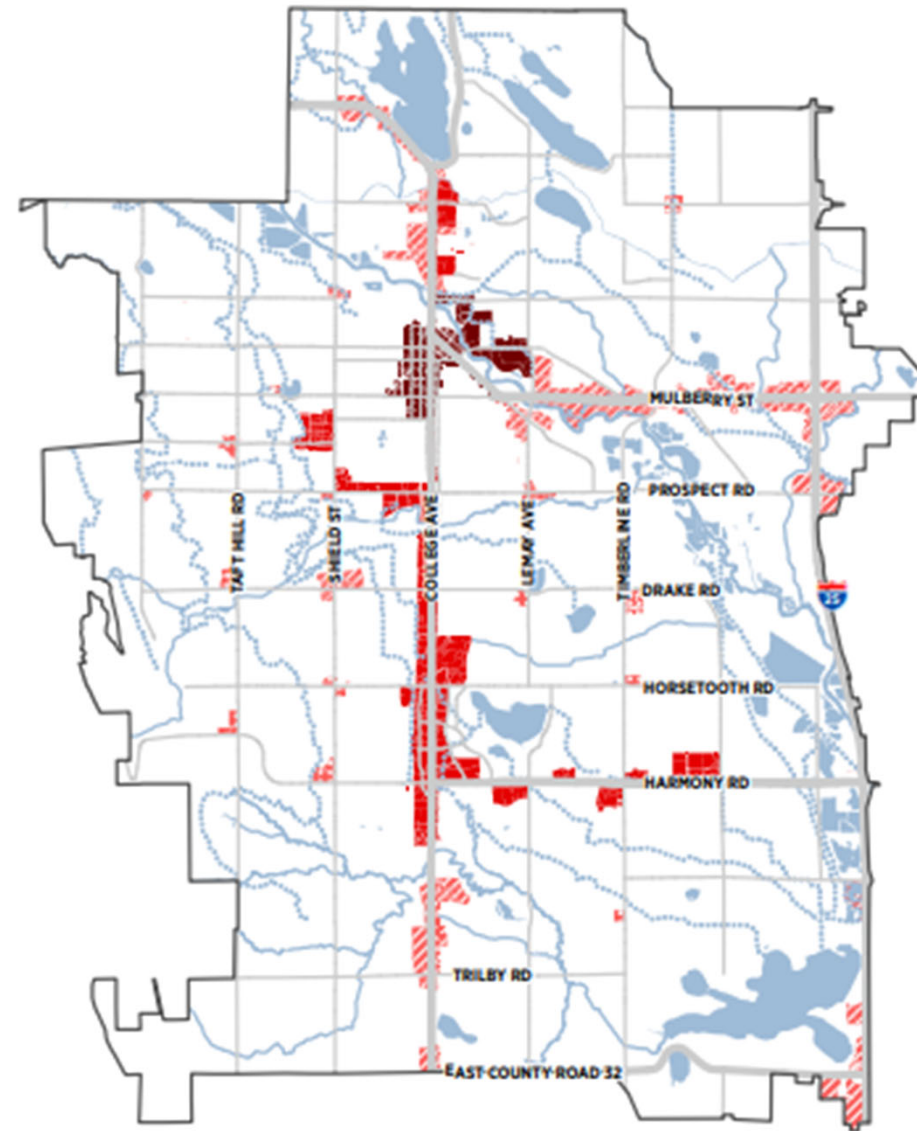 MULBERRY ST
PROSPECT RD
TAFT HILL RD
SHIELD ST
COLLEGE AVE
LEMAY AVE
TIMBERLINE RD
DRAKE RD
25
HORSETOOTH RD
HARMONY RD
TRILBY RD
EAST COUNTY ROAD 32